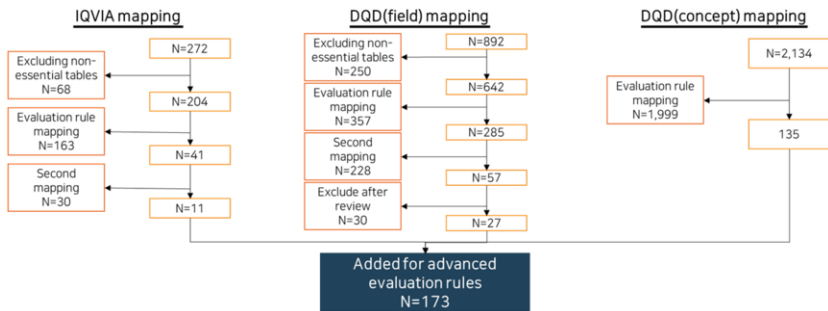 IQVIA mapping
N=272
Excluding non-
essential tables
N=68
N=204
Evaluation rule
mapping
N=163
N=41
Second
mapping
N=30
N=11
DQD(field) mapping
N=892
Excluding non-
essential tables
N=250
N=642
Evaluation rule
mapping
N=357
N=285
Second
mapping
N=228
N=57
Exclude after
review
N=30
N=27
DQD(concept) mapping
N=2,134
Evaluation rule
mapping
N=1,999
135
Added for advanced
evaluation rules
N=173